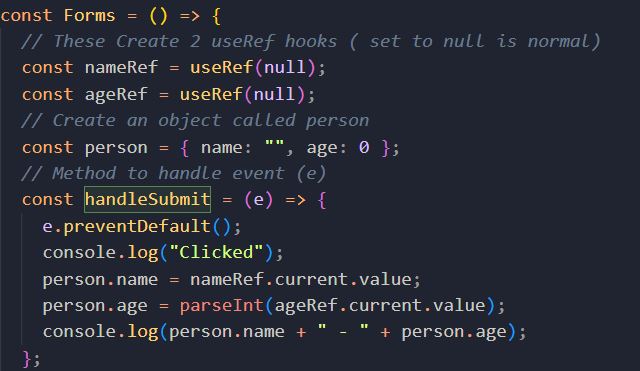 const Forms = () => {
  // These Create 2 useRef hooks ( set to null is normal)
  const nameRef = useRef(null);
  const ageRef = useRef(null);
  // Create an object called person
  const person = { name: "", age: 0 };
  // Method to handle event (e)
  const handleSubmit = (e) => {
    e.preventDefault();
    console.log("Clicked");
    person.name = nameRef.current.value;
    person.age = parseInt(ageRef.current.value);
    console.log(person.name + " - " + person.age);
  };